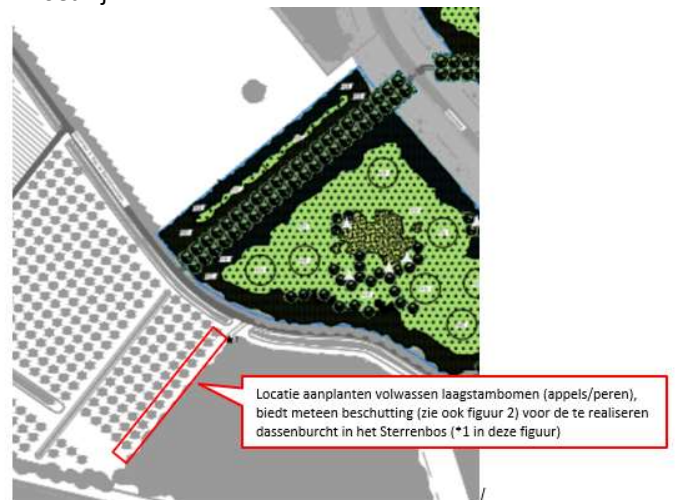 Locatie aanplanten volwassen laagstambomen (appels/peren),
biedt meteen beschutting (zie ook figuur 2) voor de te realiseren
dassenburcht in het Sterrenbos (*1 in deze figuur)